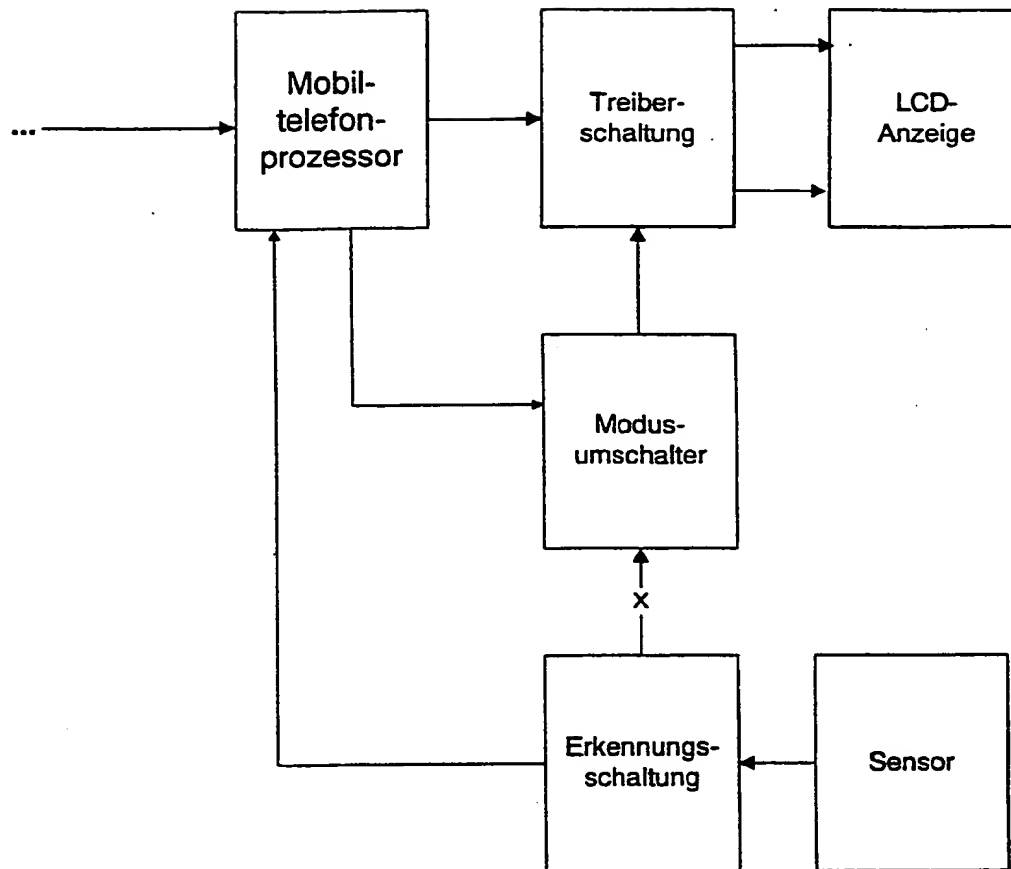 Mobil-
telefon-
prozessor
Treiber-
schaltung
LCD-
Anzeige
...
Modus-
umschalter
x
Erkennungs-
schaltung
Sensor